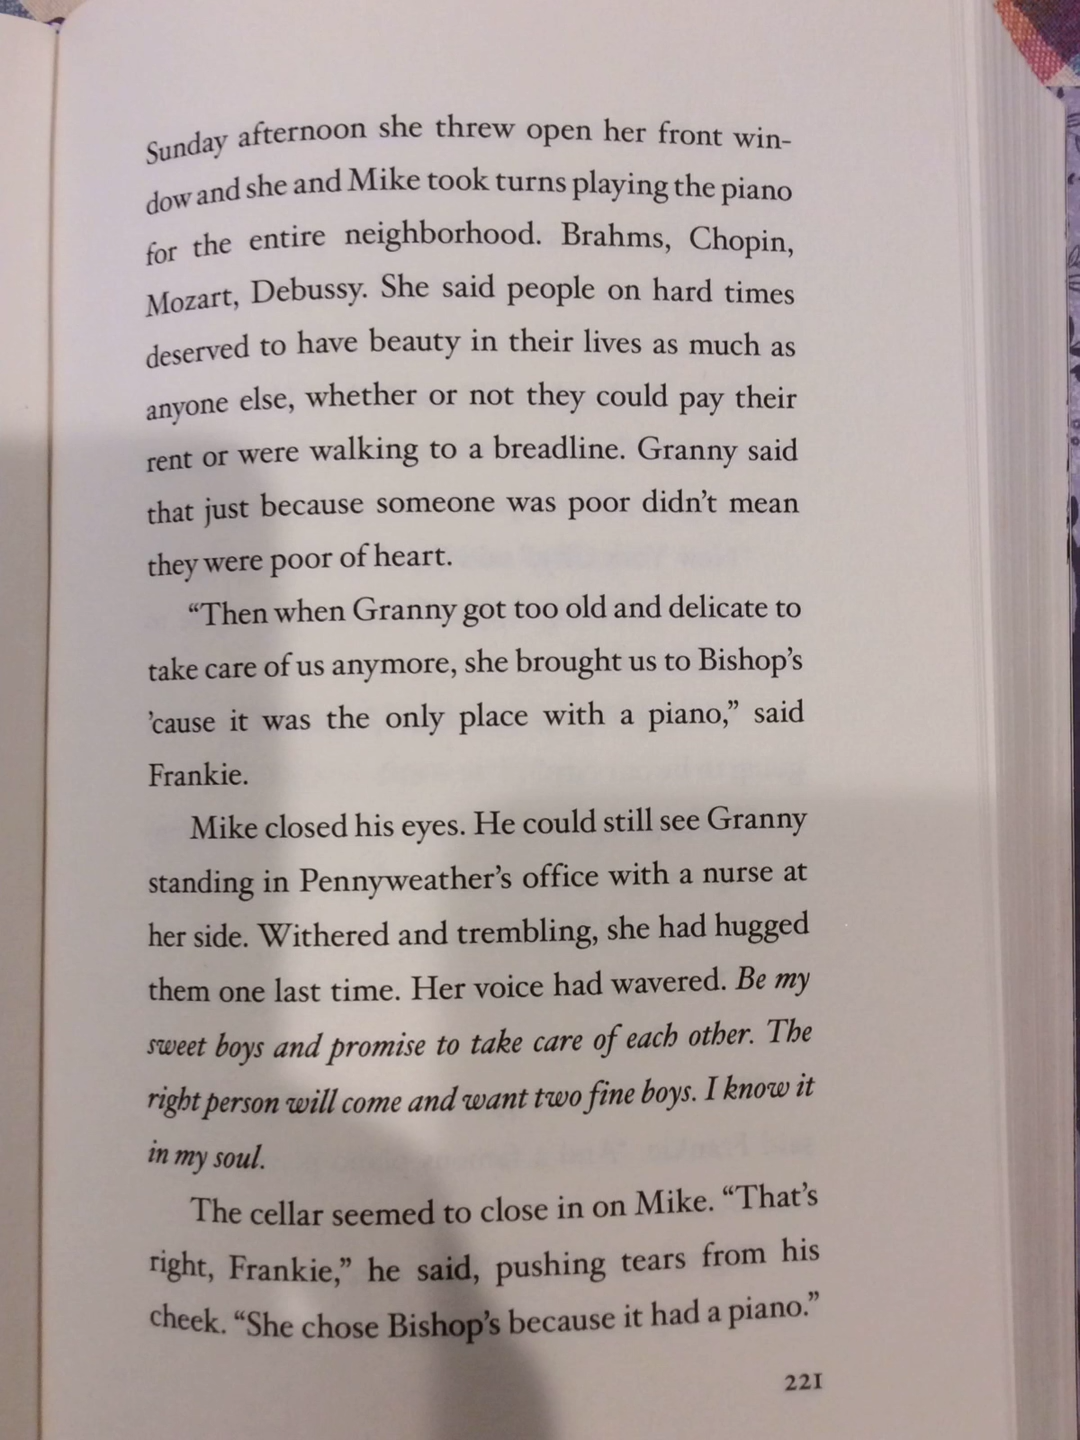 Sunday afternoon she threw open her front win-
dow and she and Mike took turns playing the piano
for the entire neighborhood. Brahms, Chopin,
Mozart, Debussy. She said people on hard times
deserved to have beauty in their lives as much as
anyone else, whether or not they could pay their
rent or were walking to a breadline. Granny said
that just because someone was poor didn’t mean
they were poor of heart.
“Then when Granny got too old and delicate to
take care of us anymore, she brought us to Bishop’s
’cause it was the only place with a piano,” said
Frankie.
Mike closed his eyes. He could still see Granny
standing in Pennyweather’s office with a nurse at
her side. Withered and trembling, she had hugged
them one last time. Her voice had wavered. Be my
sweet boys and promise to take care of each other. The
right person will come and want two fine boys. I know it
in my soul.
The cellar seemed to close in on Mike. “That’s
right, Frankie,” he said, pushing tears from his
cheek. “She chose Bishop’s because it had a piano.”
221